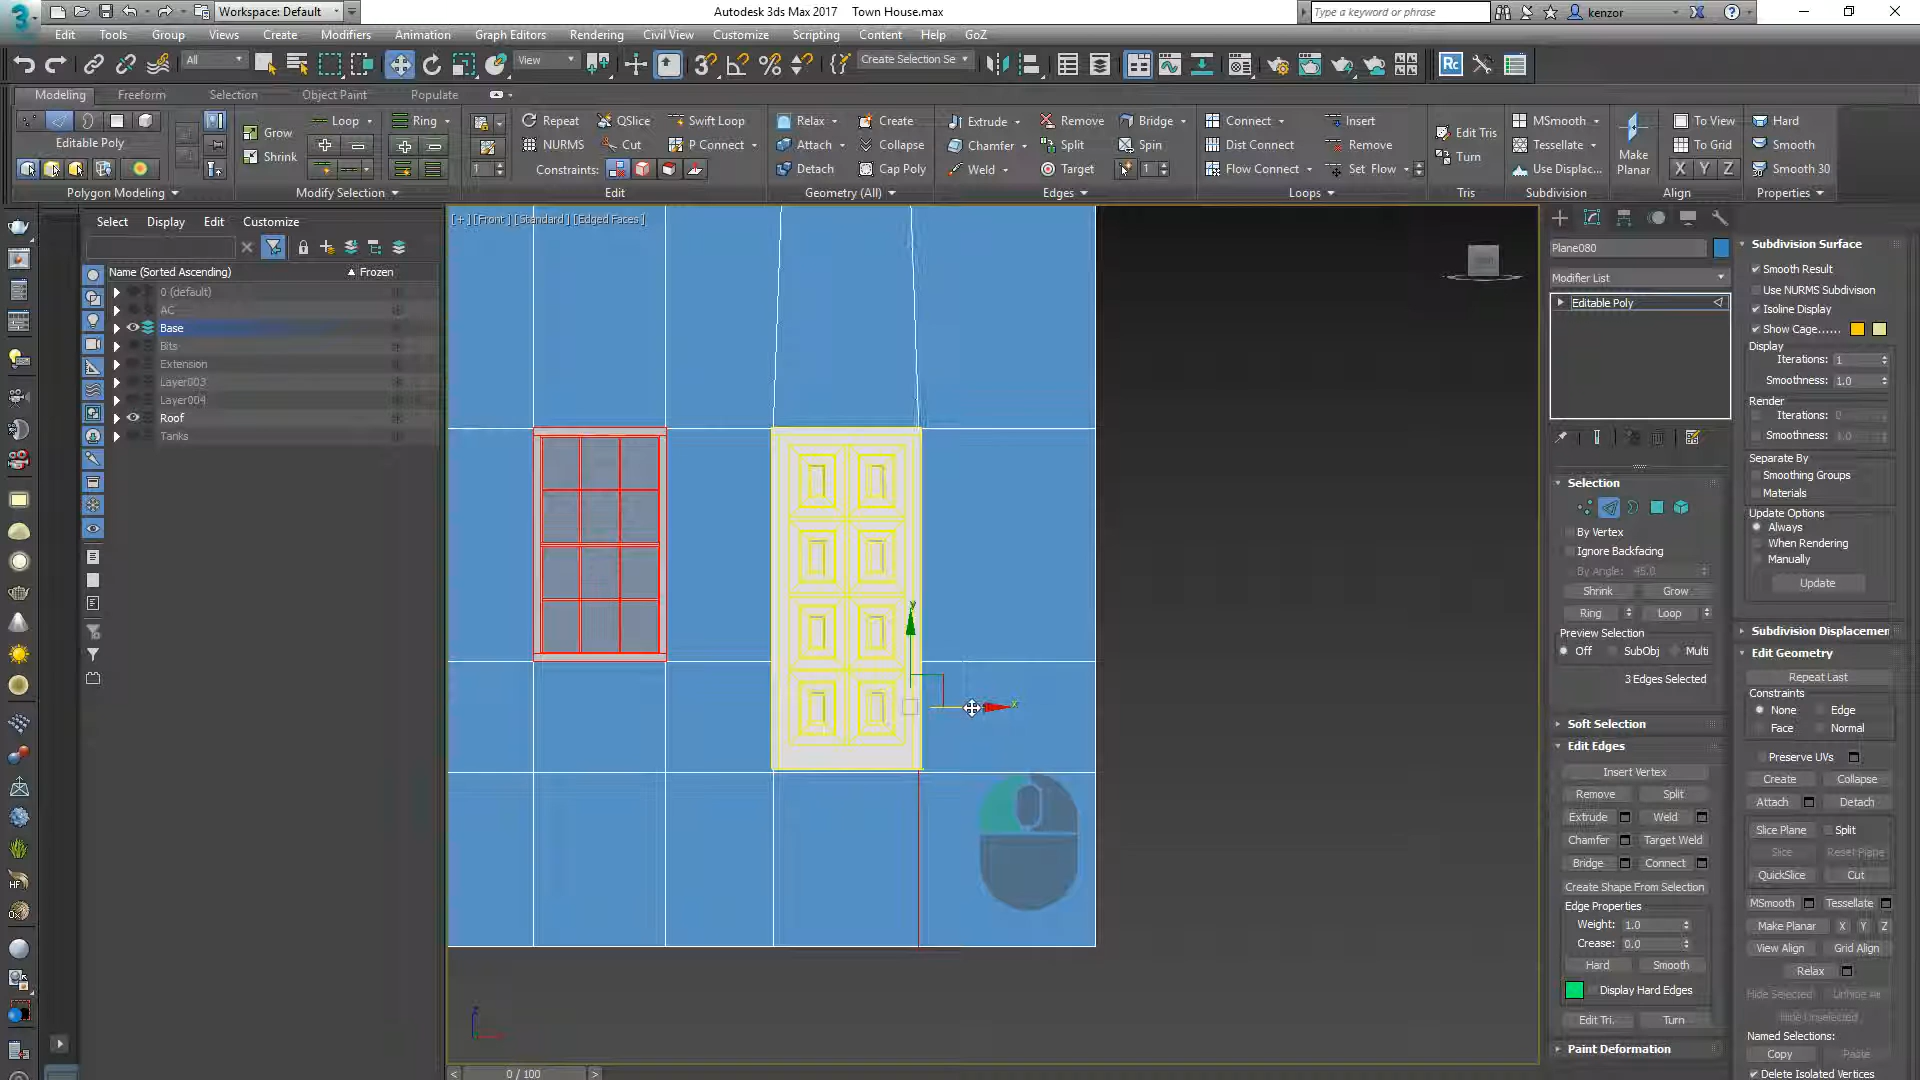 3 Workspace: Default Autodesk 3ds Max 2017 Town House.max Type a keyword or phrase kenzor
Edit Tools Group Views Create Modifiers Animation Graph Editors Rendering Civil View Customize Scripting Content Help GoZ
All View Create Selection Se Rc
Modeling Freeform Selection Object Paint Populate
Loop Ring Repeat QSlice Swift Loop Relax Create Extrude Remove Bridge Connect Insert MSmooth To View Hard
Grow NURMS Cut P Connect Attach Collapse Chamfer Split Spin Dist Connect Remove Edit Tris Tessellate To Grid Smooth
Editable Poly Shrink 1 Constraints: Detach Cap Poly Weld Target 1 Flow Connect Set Flow Turn Use Displac... Make Planar X Y Z Smooth 30
Polygon Modeling Modify Selection Edit Geometry (All) Edges Loops Tris Subdivision Align Properties
Select Display Edit Customize
Name (Sorted Ascending) Frozen
0 (default)
AC
Base
Bits
Extension
Layer003
Layer004
Roof
Tanks
[+] [Front] [Standard] [Edged Faces]
y
x
0 / 100
Plane080
Modifier List
Editable Poly
Selection
By Vertex
Ignore Backfacing
By Angle: 45.0
Shrink Grow
Ring Loop
Preview Selection
Off SubObj Multi
3 Edges Selected
Soft Selection
Edit Edges
Insert Vertex
Remove Split
Extrude Weld
Chamfer Target Weld
Bridge Connect
Create Shape From Selection
Edge Properties
Weight: 1.0
Crease: 0.0
Hard Smooth
Display Hard Edges
Edit Tri. Turn
Paint Deformation
Subdivision Surface
Smooth Result
Use NURMS Subdivision
Isoline Display
Show Cage......
Display
Iterations: 1
Smoothness: 1.0
Render
Iterations: 0
Smoothness: 1.0
Separate By
Smoothing Groups
Materials
Update Options
Always
When Rendering
Manually
Update
Subdivision Displacemen
Edit Geometry
Repeat Last
Constraints
None Edge
Face Normal
Preserve UVs
Create Collapse
Attach Detach
Slice Plane Split
Slice Reset Plane
QuickSlice Cut
MSmooth Tessellate
Make Planar X Y Z
View Align Grid Align
Relax
Hide Selected Unhide All
Hide Unselected
Named Selections:
Copy Paste
Delete Isolated Vertices